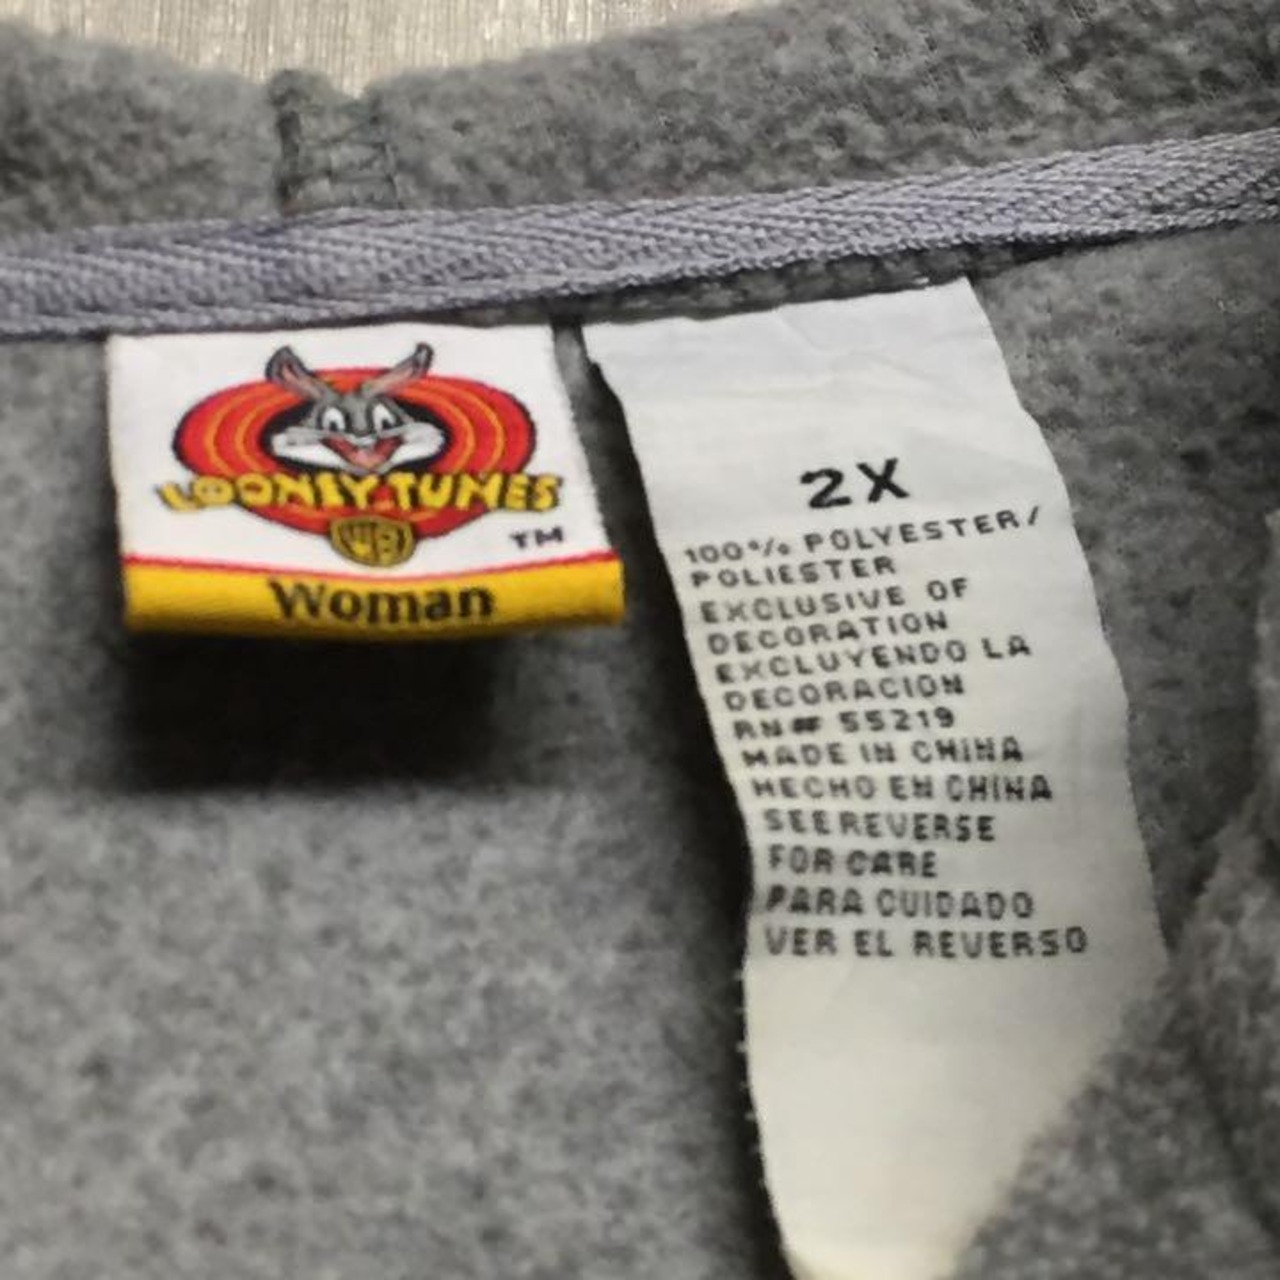 LOONEY TUNES
WB
TM
Woman
2X
100% POLYESTER/
POLIESTER
EXCLUSIVE OF
DECORATION
EXCLUYENDO LA
DECORACION
RN# 55219
MADE IN CHINA
HECHO EN CHINA
SEE REVERSE
FOR CARE
PARA CUIDADO
VER EL REVERSO